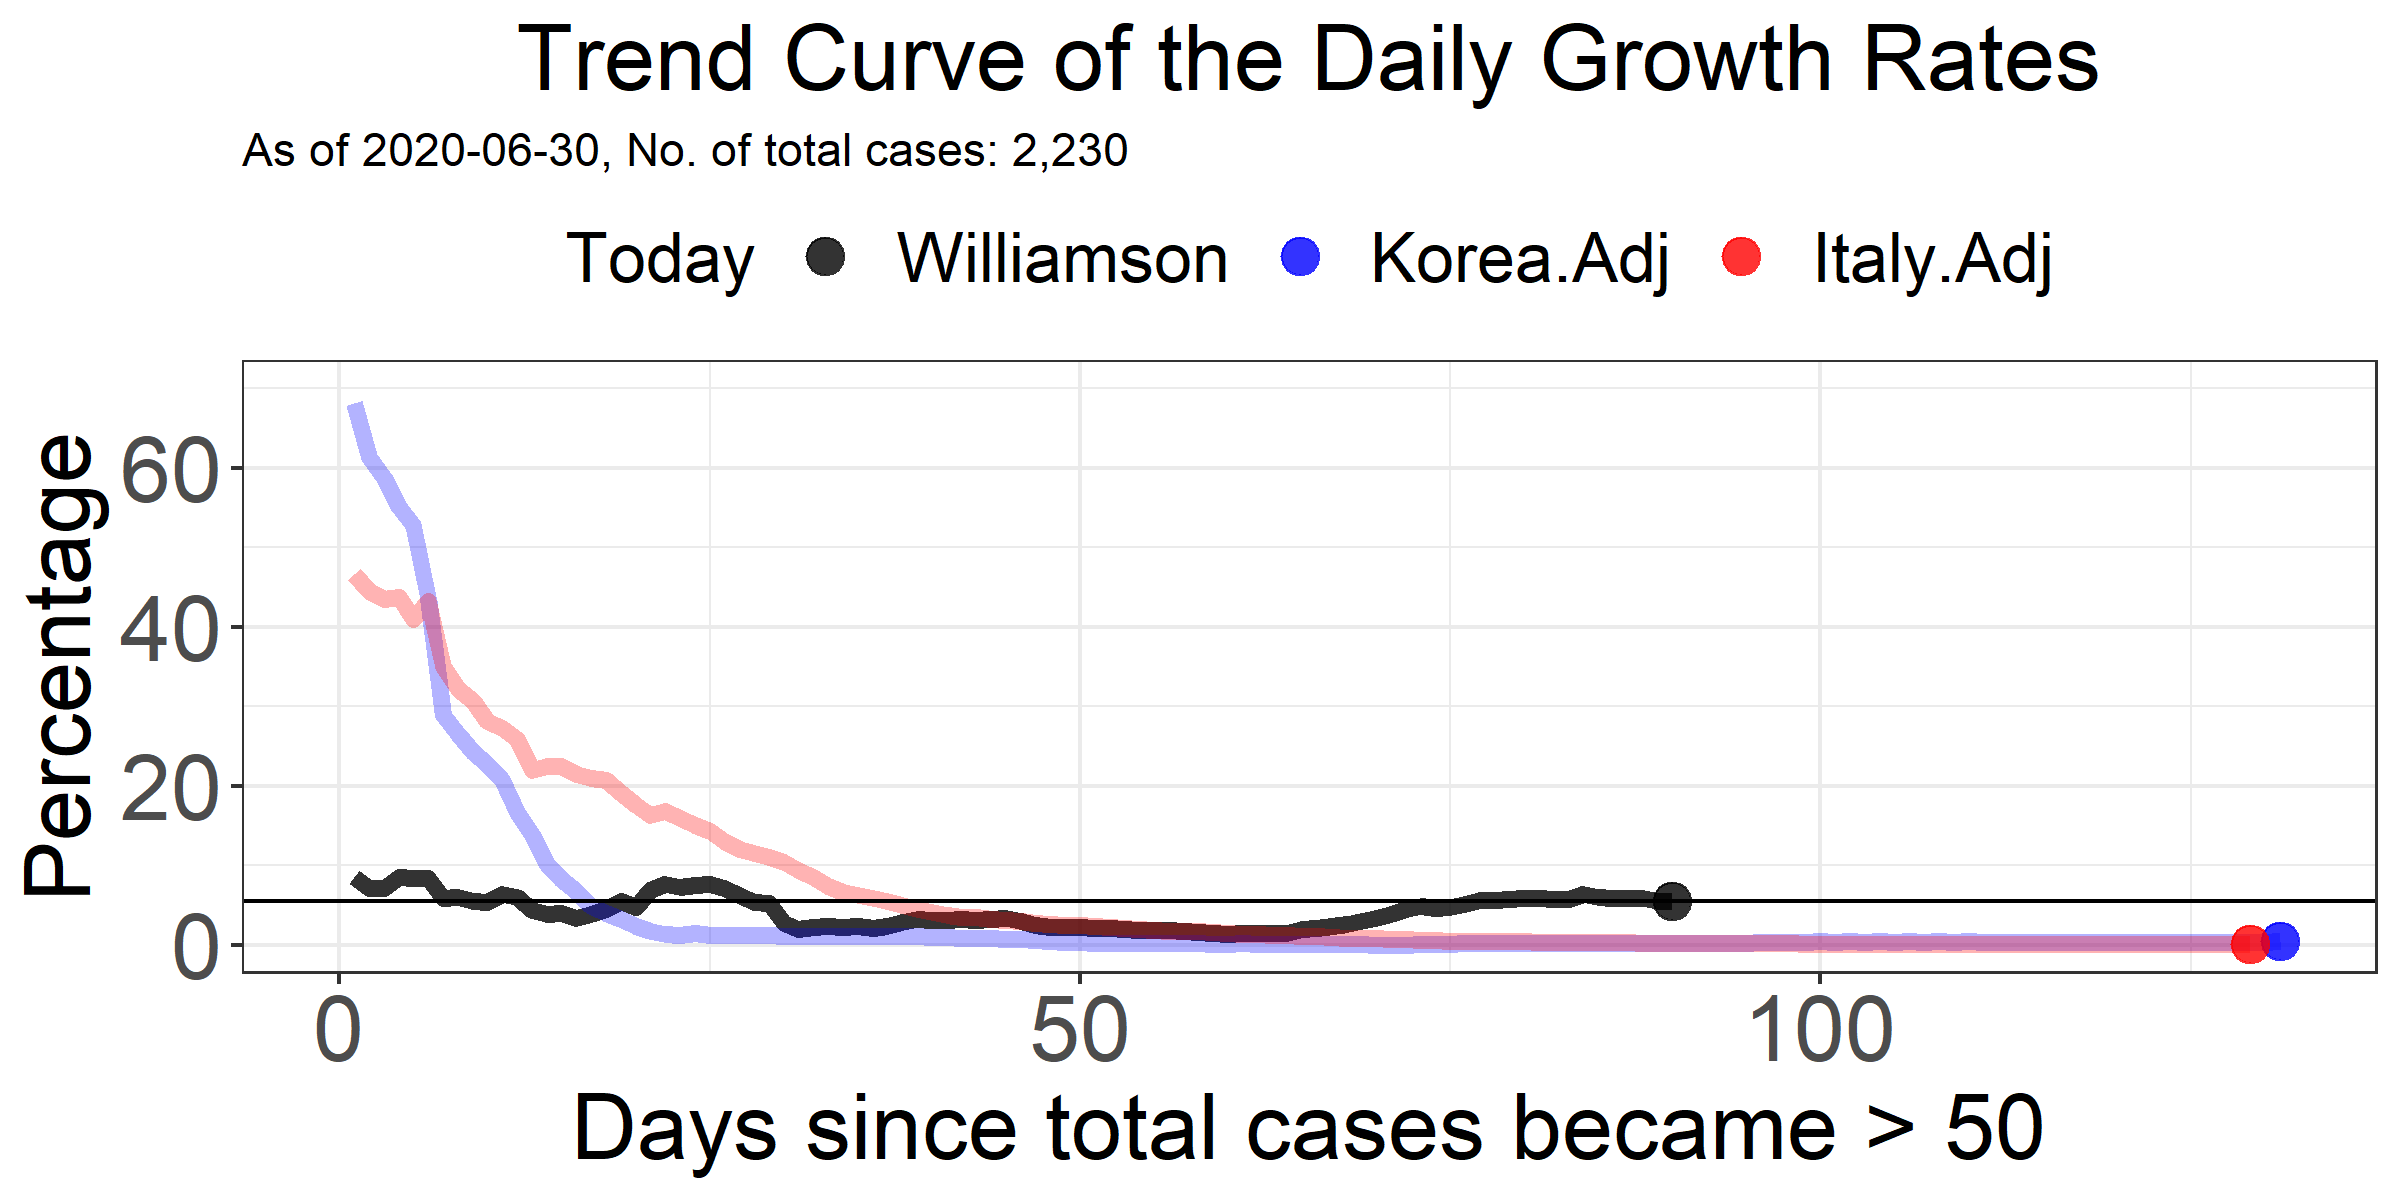 Trend Curve of the Daily Growth Rates
As of 2020-06-30, No. of total cases: 2,230
Today Williamson Korea.Adj Italy.Adj
Percentage
60
40
20
0
0 50 100
Days since total cases became > 50